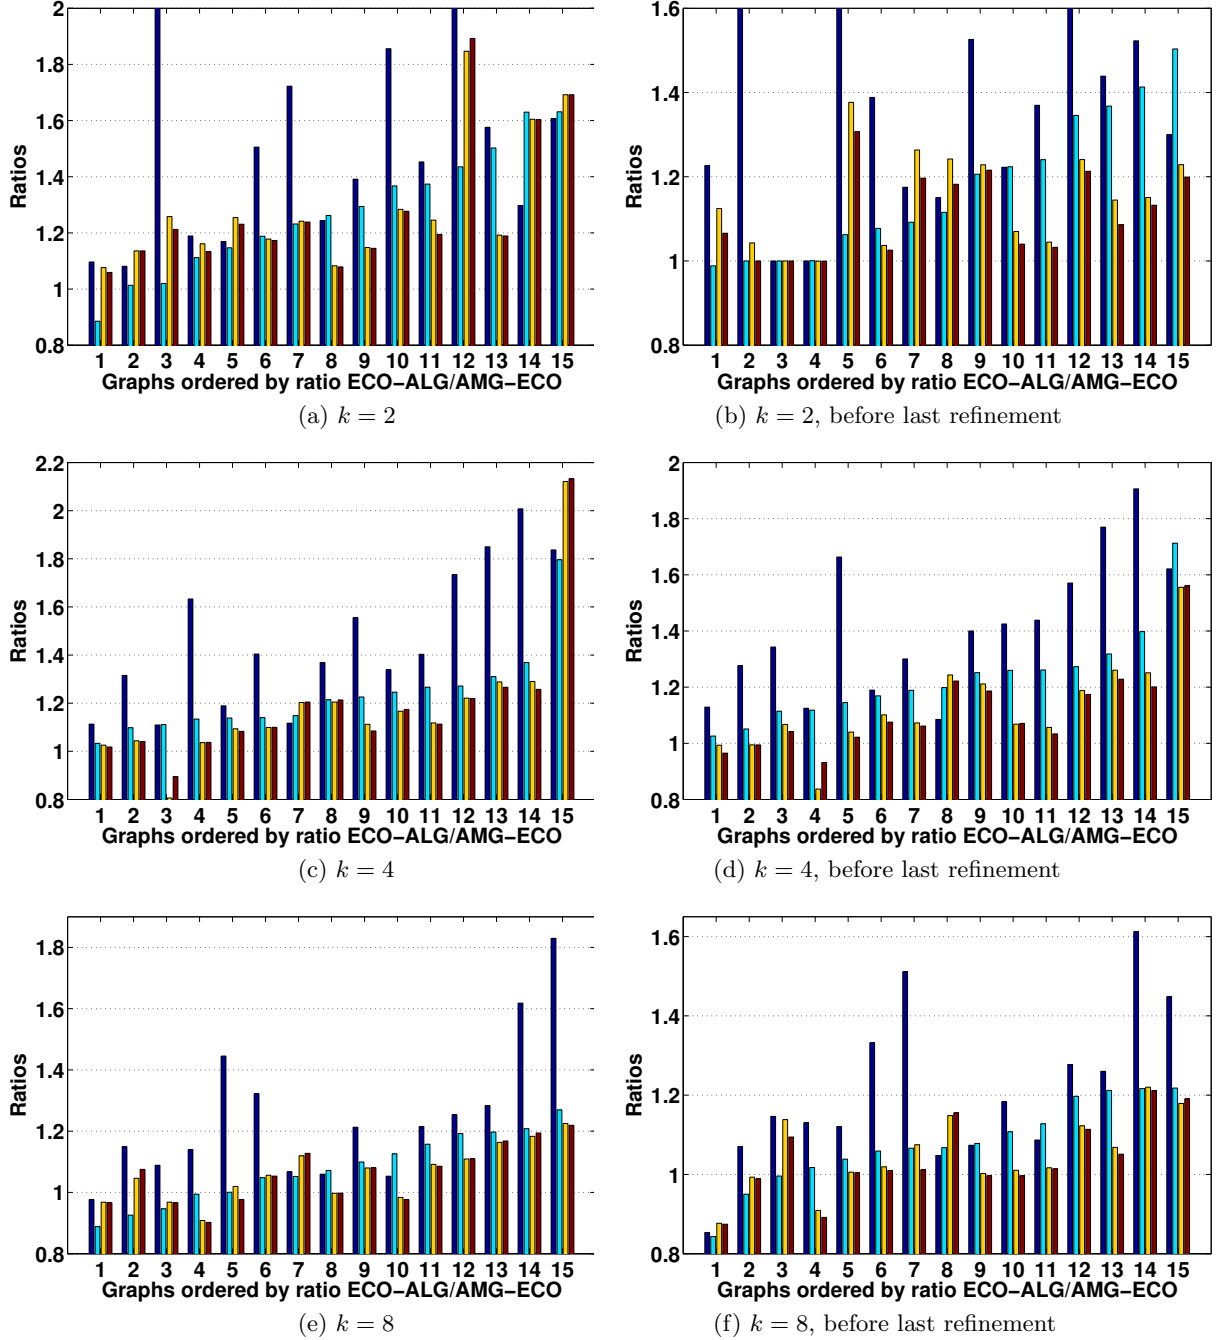 2
1.8
1.6
1.4
1.2
1
0.8
Ratios
1 2 3 4 5 6 7 8 9 10 11 12 13 14 15
Graphs ordered by ratio ECO−ALG/AMG−ECO
(a) k = 2
1.6
1.4
1.2
1
0.8
Ratios
1 2 3 4 5 6 7 8 9 10 11 12 13 14 15
Graphs ordered by ratio ECO−ALG/AMG−ECO
(b) k = 2, before last refinement
2.2
2
1.8
1.6
1.4
1.2
1
0.8
Ratios
1 2 3 4 5 6 7 8 9 10 11 12 13 14 15
Graphs ordered by ratio ECO−ALG/AMG−ECO
(c) k = 4
2
1.8
1.6
1.4
1.2
1
0.8
Ratios
1 2 3 4 5 6 7 8 9 10 11 12 13 14 15
Graphs ordered by ratio ECO−ALG/AMG−ECO
(d) k = 4, before last refinement
1.8
1.6
1.4
1.2
1
0.8
Ratios
1 2 3 4 5 6 7 8 9 10 11 12 13 14 15
Graphs ordered by ratio ECO−ALG/AMG−ECO
(e) k = 8
1.6
1.4
1.2
1
0.8
Ratios
1 2 3 4 5 6 7 8 9 10 11 12 13 14 15
Graphs ordered by ratio ECO−ALG/AMG−ECO
(f) k = 8, before last refinement